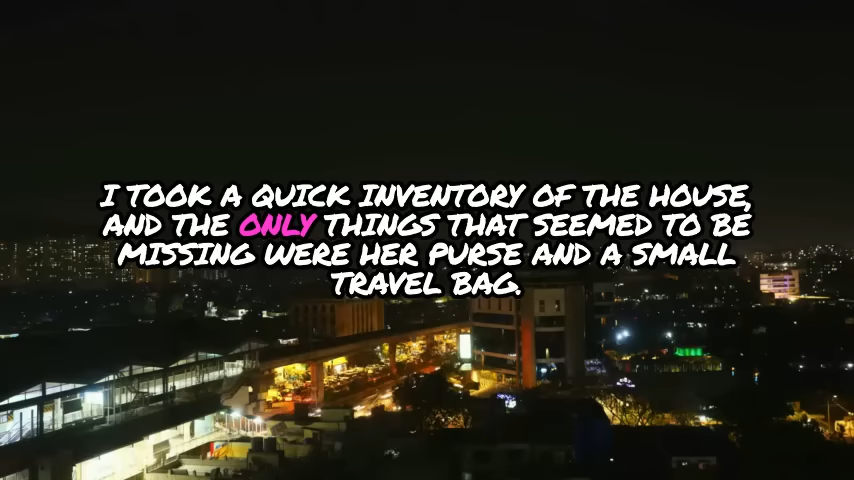 I TOOK A QUICK INVENTORY OF THE HOUSE,
AND THE ONLY THINGS THAT SEEMED TO BE
MISSING WERE HER PURSE AND A SMALL
TRAVEL BAG.